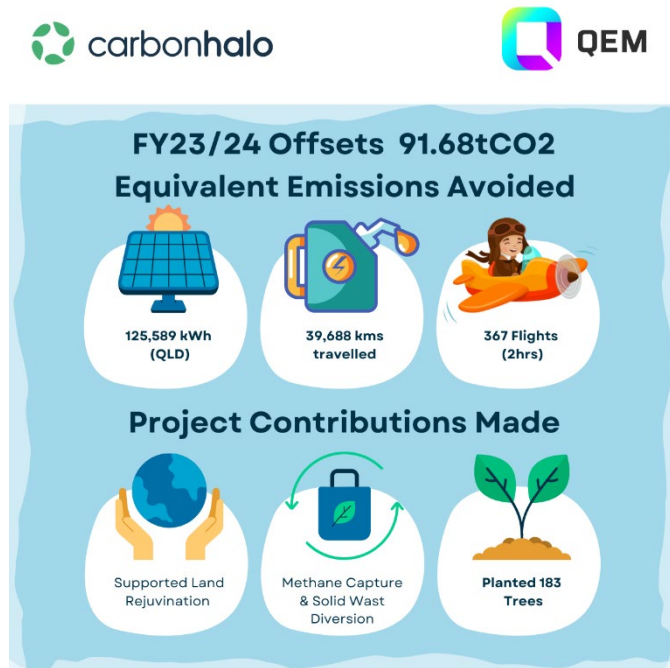 carbonhalo
QEM
FY23/24 Offsets 91.68tCO2
Equivalent Emissions Avoided
125,589 kWh
(QLD)
39,688 kms
travelled
367 Flights
(2hrs)
Project Contributions Made
Supported Land
Rejuvination
Methane Capture
& Solid Wast
Diversion
Planted 183
Trees